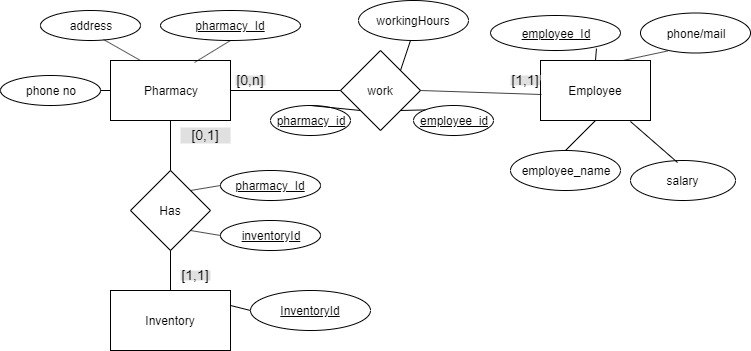 address
pharmacy_Id
workingHours
employee_Id
phone/mail
phone no
Pharmacy
[0,n]
work
[1,1]
Employee
pharmacy_id
employee_id
[0,1]
employee_name
salary
pharmacy_Id
Has
inventoryId
[1,1]
Inventory
InventoryId